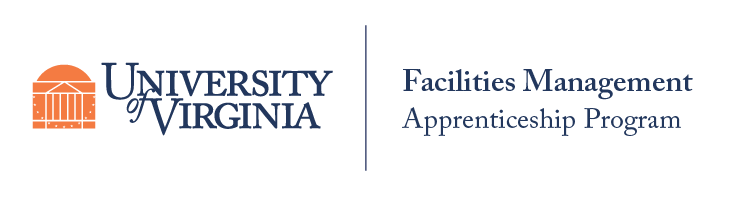 UNIVERSITY
of VIRGINIA
Facilities Management
Apprenticeship Program